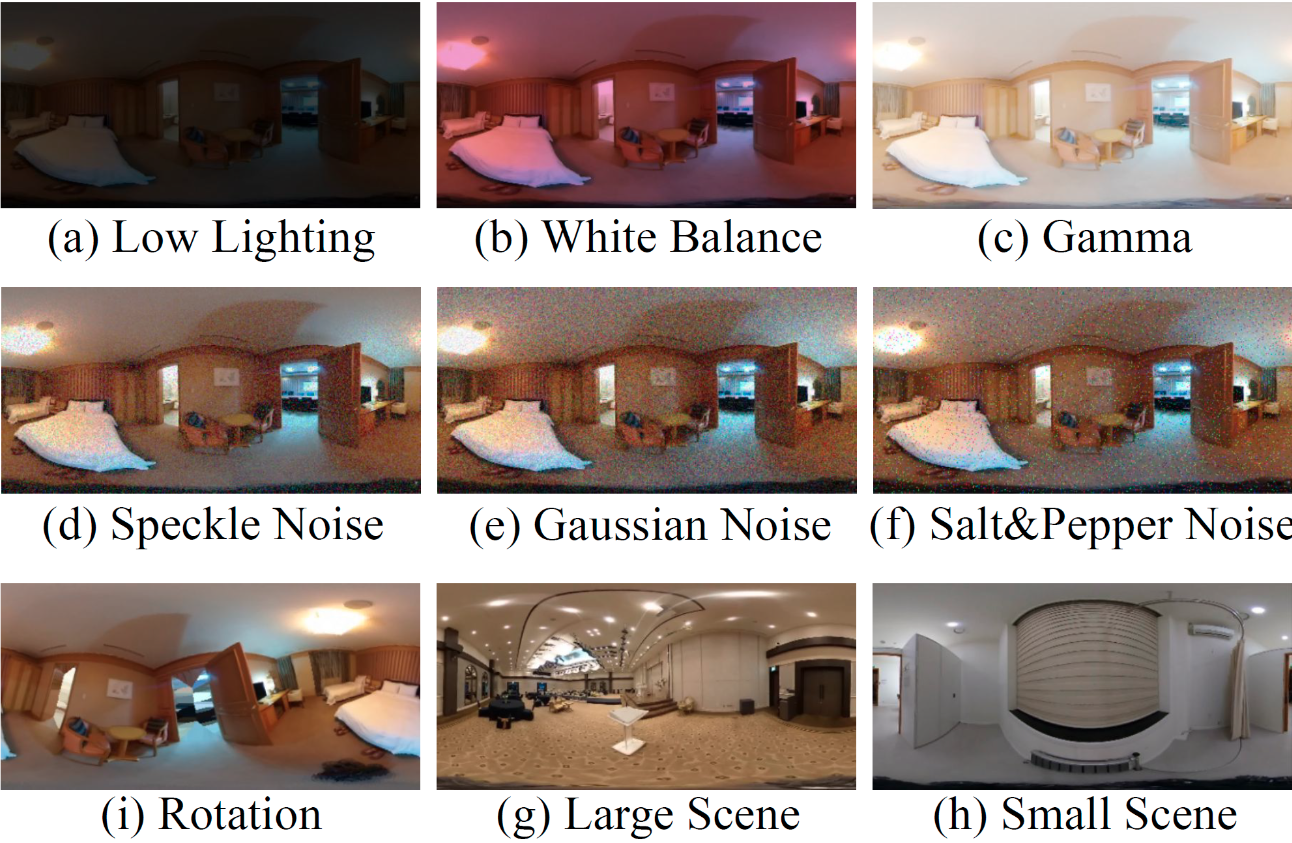 (a) Low Lighting
(b) White Balance
(c) Gamma
(d) Speckle Noise
(e) Gaussian Noise
(f) Salt&Pepper Noise
(i) Rotation
(g) Large Scene
(h) Small Scene